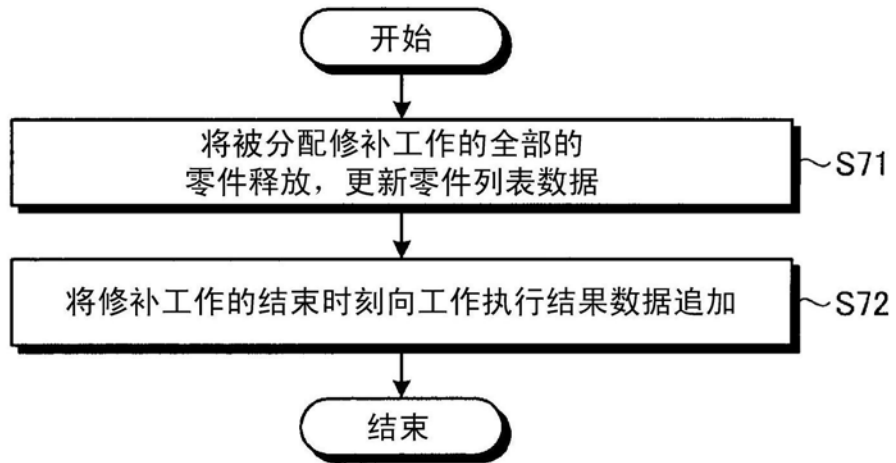 开始
将被分配修补工作的全部的
零件释放，更新零件列表数据
S71
将修补工作的结束时刻向工作执行结果数据追加
S72
结束